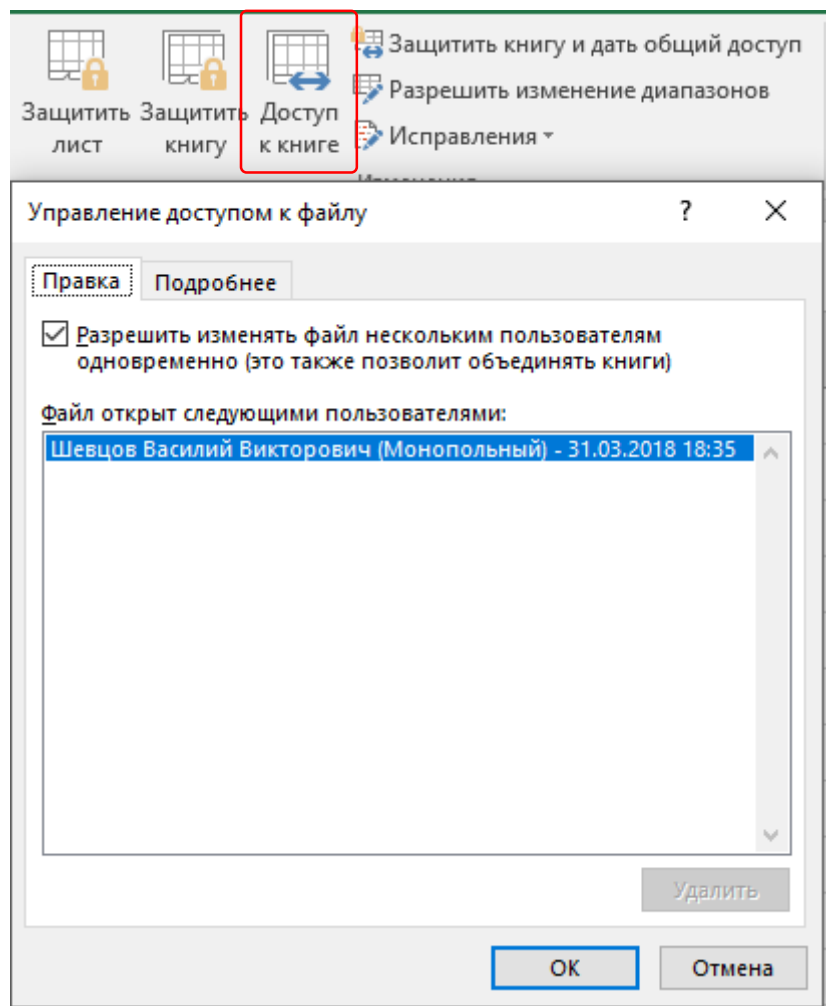 Защитить лист
Защитить книгу
Доступ к книге
Защитить книгу и дать общий доступ
Разрешить изменение диапазонов
Исправления
Управление доступом к файлу
?
Правка
Подробнее
Разрешить изменять файл нескольким пользователям
одновременно (это также позволит объединять книги)
Файл открыт следующими пользователями:
Шевцов Василий Викторович (Монопольный) - 31.03.2018 18:35
Удалить
ОК
Отмена